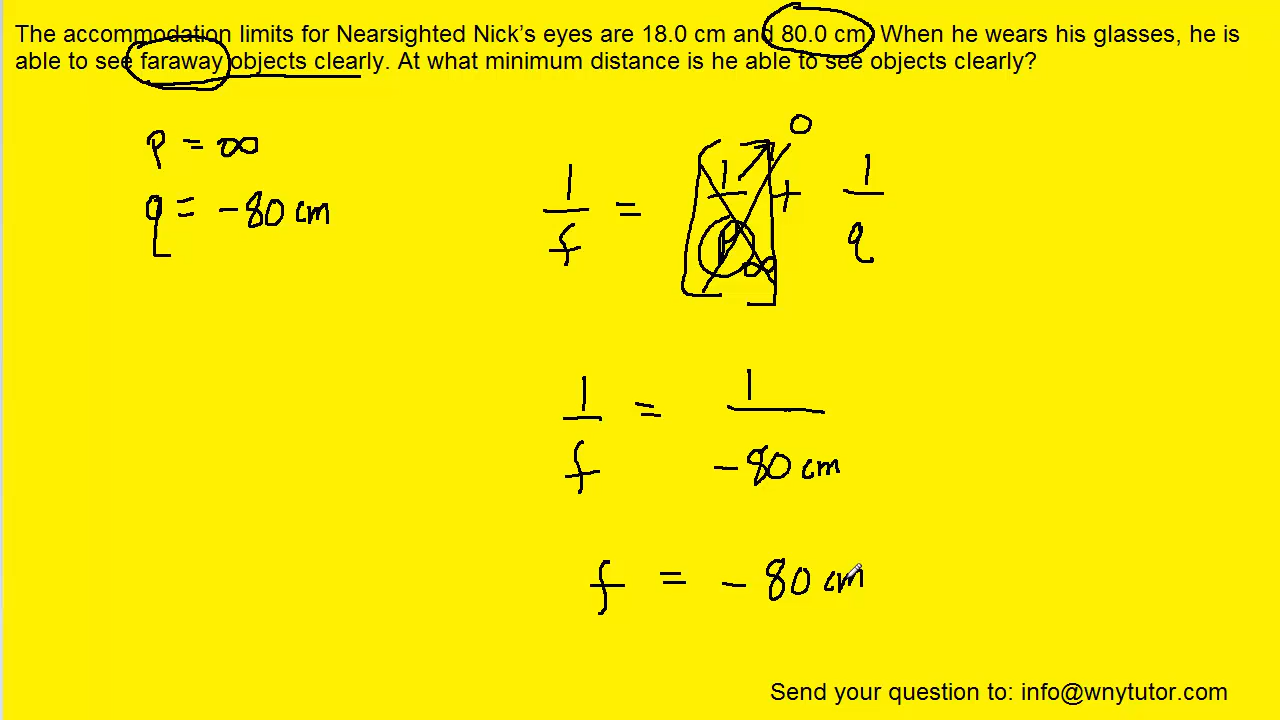 The accommodation limits for Nearsighted Nick's eyes are 18.0 cm and 80.0 cm. When he wears his glasses, he is
able to see faraway objects clearly. At what minimum distance is he able to see objects clearly?
p = ∞
q = -80 cm
1/f = [1/p ∞] 0 + 1/q
1/f = 1/-80 cm
f = -80 cm
Send your question to: info@wnytutor.com